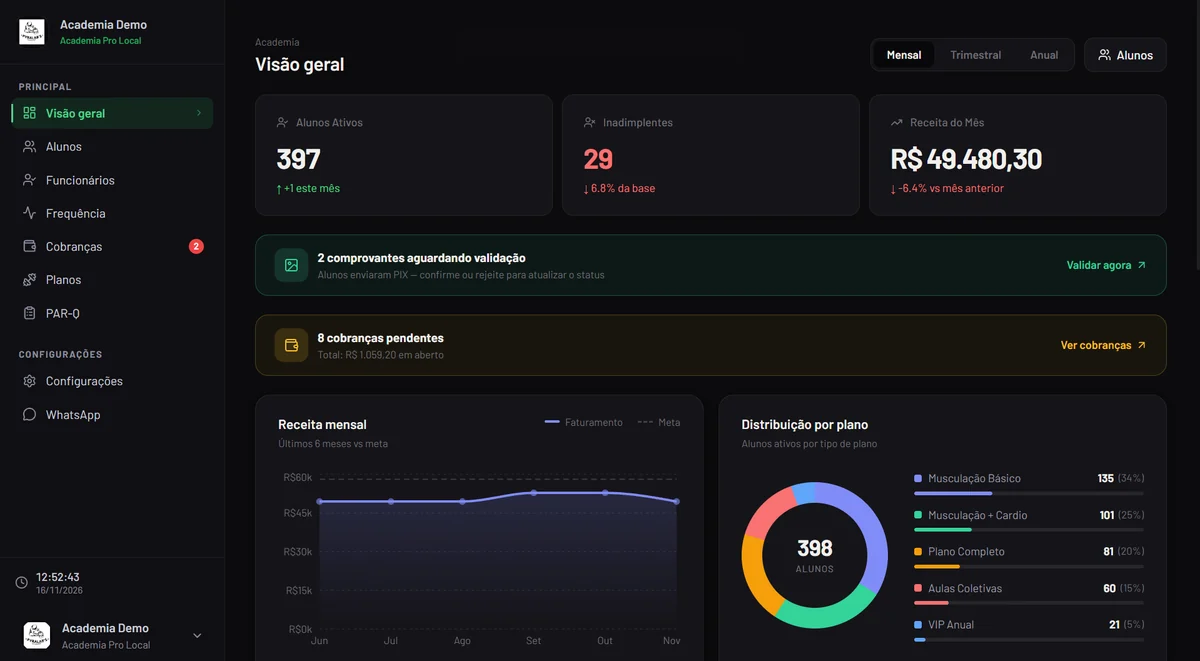 Academia Demo
Academia Pro Local
PRINCIPAL
Visão geral
Alunos
Funcionários
Frequência
Cobranças
2
Planos
PAR-Q
CONFIGURAÇÕES
Configurações
WhatsApp
12:52:43
16/11/2026
Academia Demo
Academia Pro Local
Academia
Visão geral
Mensal
Trimestral
Anual
Alunos
Alunos Ativos
397
↑ +1 este mês
Inadimplentes
29
↓ 6.8% da base
Receita do Mês
R$ 49.480,30
↓ -6.4% vs mês anterior
2 comprovantes aguardando validação
Alunos enviaram PIX — confirme ou rejeite para atualizar o status
Validar agora
8 cobranças pendentes
Total: R$ 1.059,20 em aberto
Ver cobranças
Receita mensal
Últimos 6 meses vs meta
Faturamento
Meta
R$60k
R$45k
R$30k
R$15k
R$0k
Jun
Jul
Ago
Set
Out
Nov
Distribuição por plano
Alunos ativos por tipo de plano
398
ALUNOS
Musculação Básico 135 (34%)
Musculação + Cardio 101 (25%)
Plano Completo 81 (20%)
Aulas Coletivas 60 (15%)
VIP Anual 21 (5%)